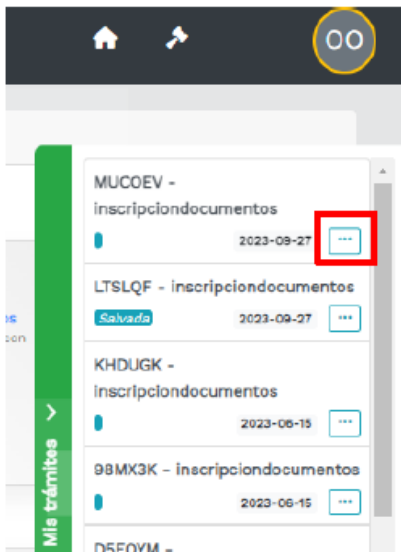 OO
MUCOEV -
inscripciondocumentos
2023-09-27 ...
LTSLQF - inscripciondocumentos
Salvada 2023-09-27 ...
KHDUGK -
inscripciondocumentos
2023-06-15 ...
98MX3K - inscripciondocumentos
2023-06-15 ...
Mis trámites